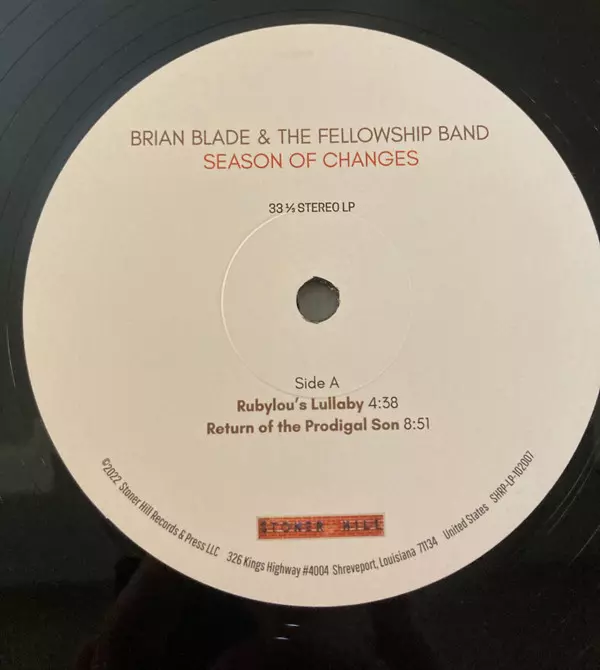 BRIAN BLADE & THE FELLOWSHIP BAND
SEASON OF CHANGES
33 ⅓ STEREO LP
Side A
Rubylou's Lullaby 4:38
Return of the Prodigal Son 8:51
STONER HILL
©2022 Stoner Hill Records & Press LLC 326 Kings Highway #4004 Shreveport, Louisiana 71134 United States SHRP-LP-102007